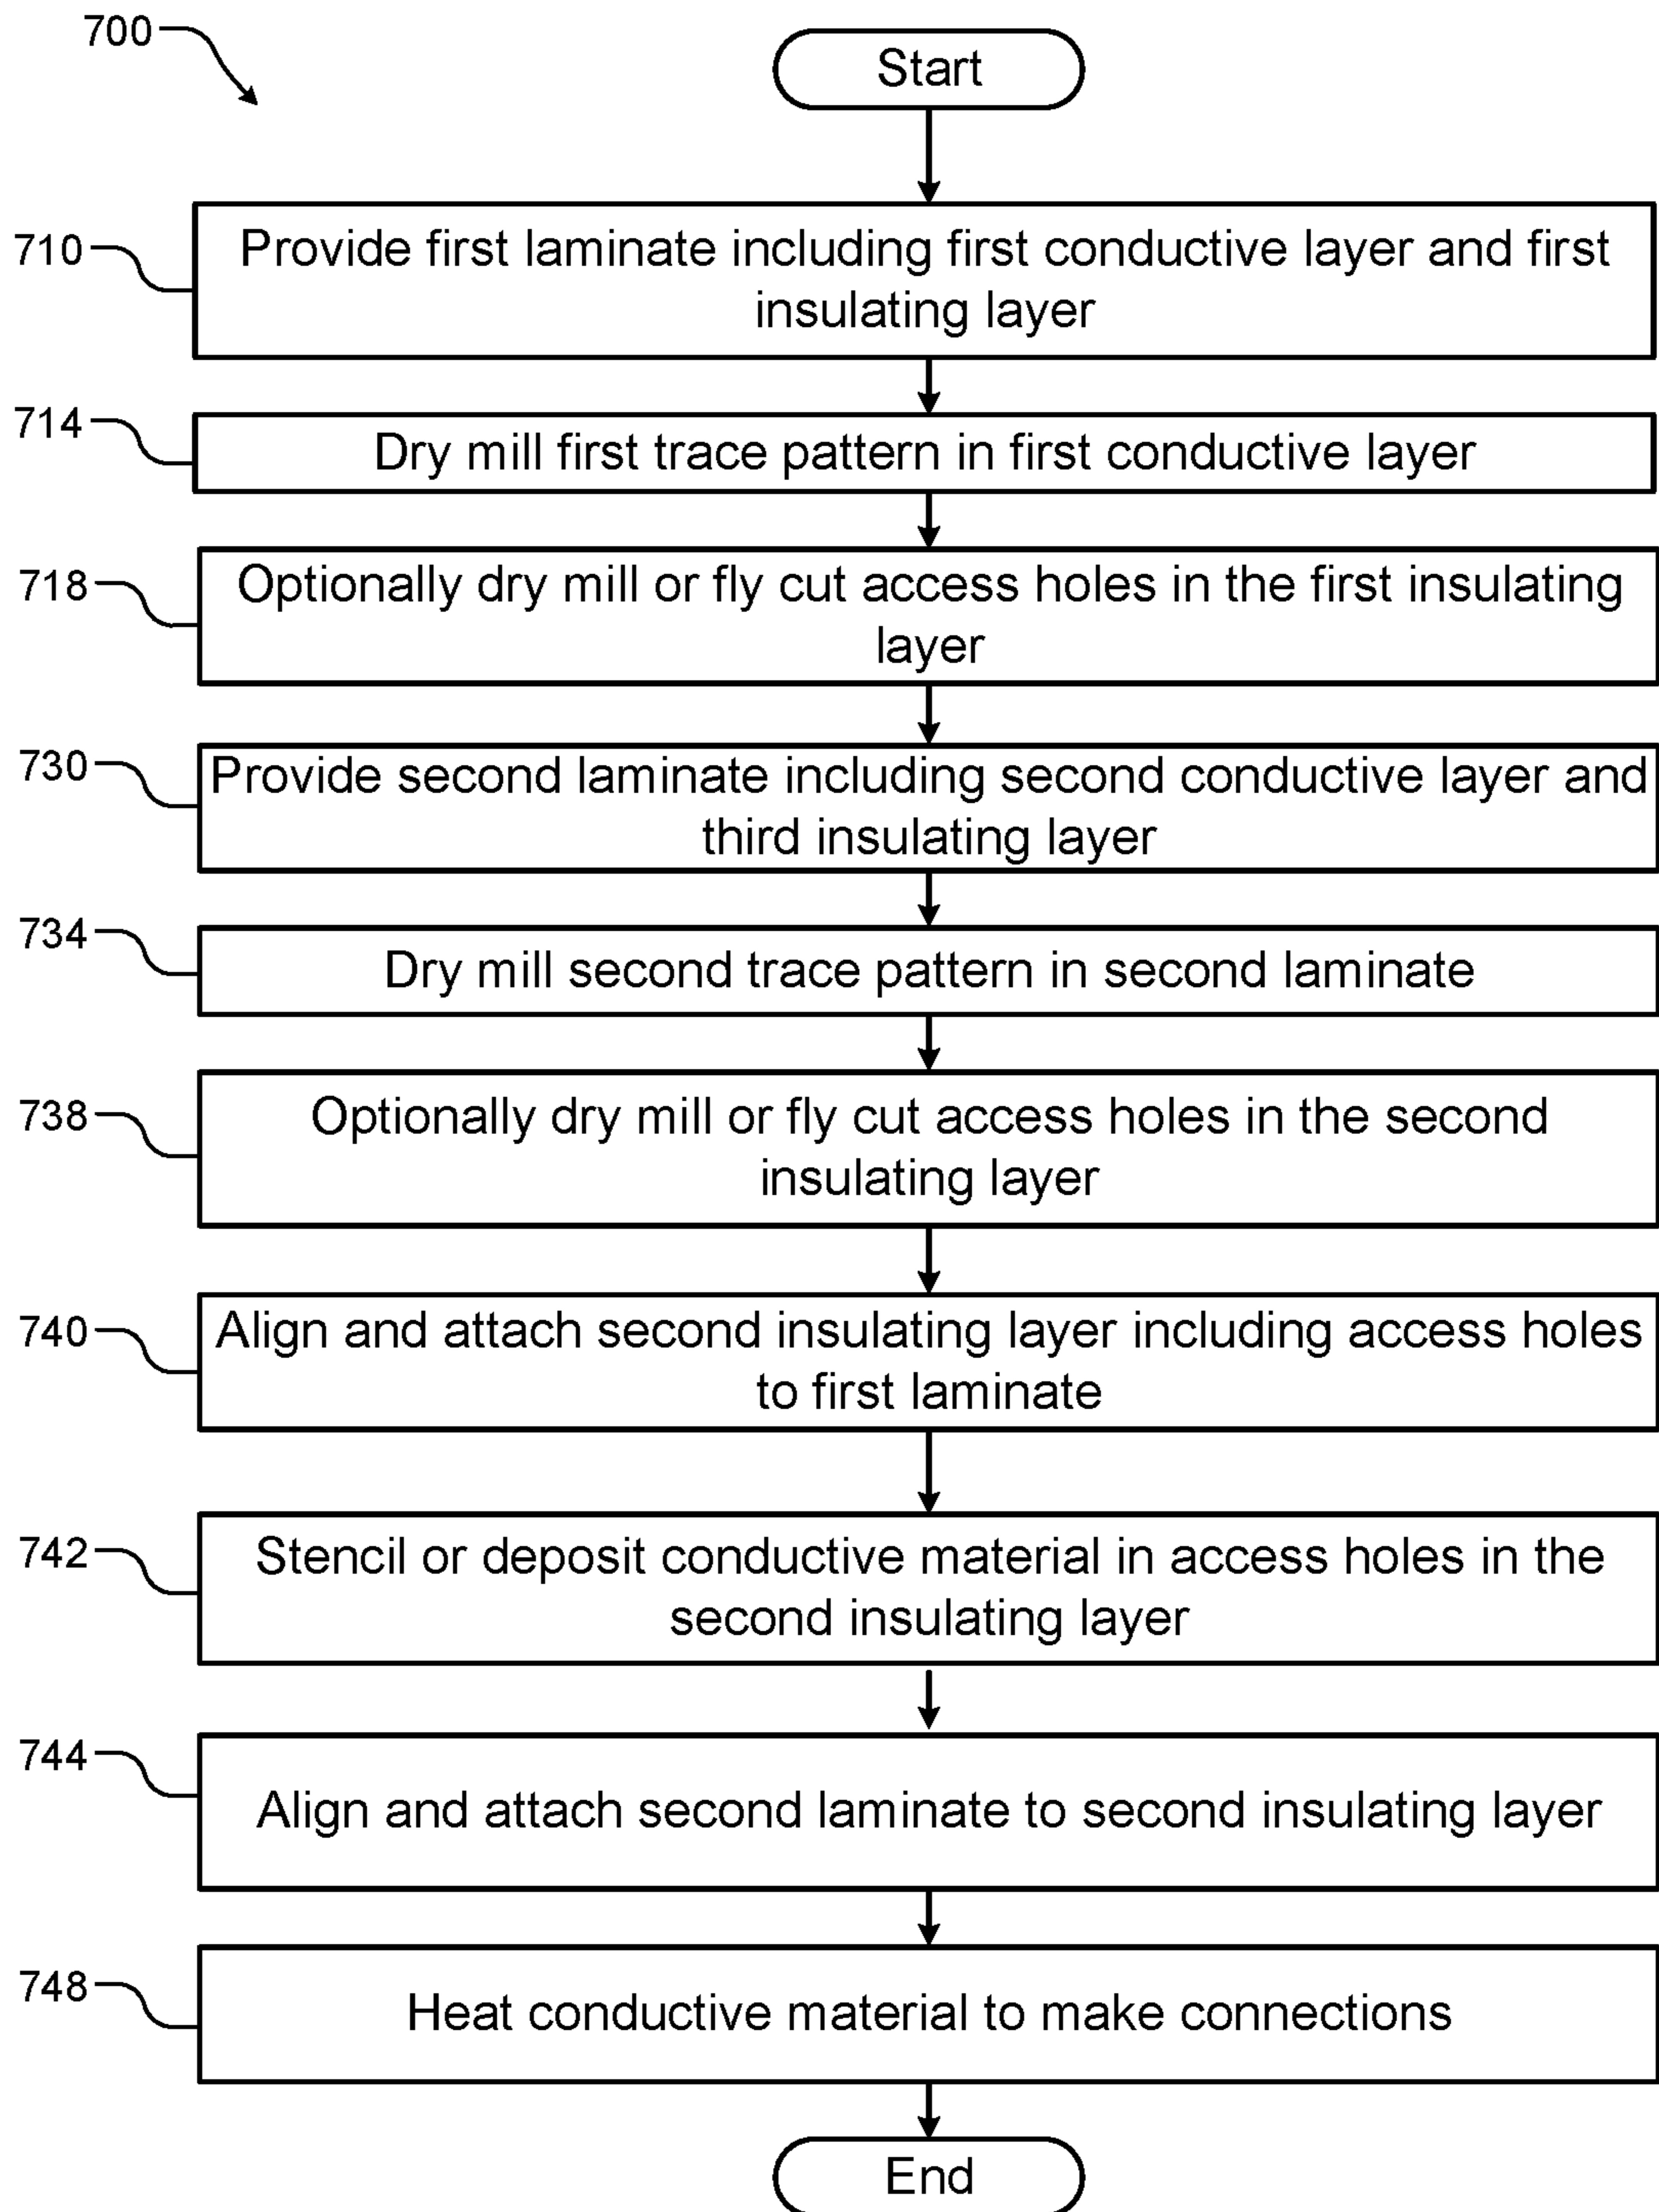 700
Start
710
Provide first laminate including first conductive layer and first
insulating layer
714
Dry mill first trace pattern in first conductive layer
718
Optionally dry mill or fly cut access holes in the first insulating
layer
730
Provide second laminate including second conductive layer and
third insulating layer
734
Dry mill second trace pattern in second laminate
738
Optionally dry mill or fly cut access holes in the second
insulating layer
740
Align and attach second insulating layer including access holes
to first laminate
742
Stencil or deposit conductive material in access holes in the
second insulating layer
744
Align and attach second laminate to second insulating layer
748
Heat conductive material to make connections
End